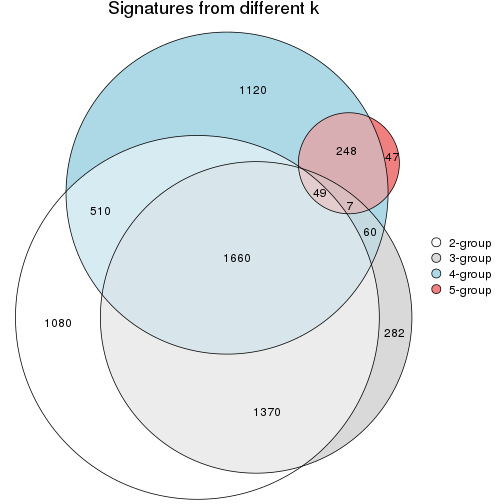 Signatures from different k
1120
248
47
49
7
510
60
1660
1080
282
1370
2-group
3-group
4-group
5-group